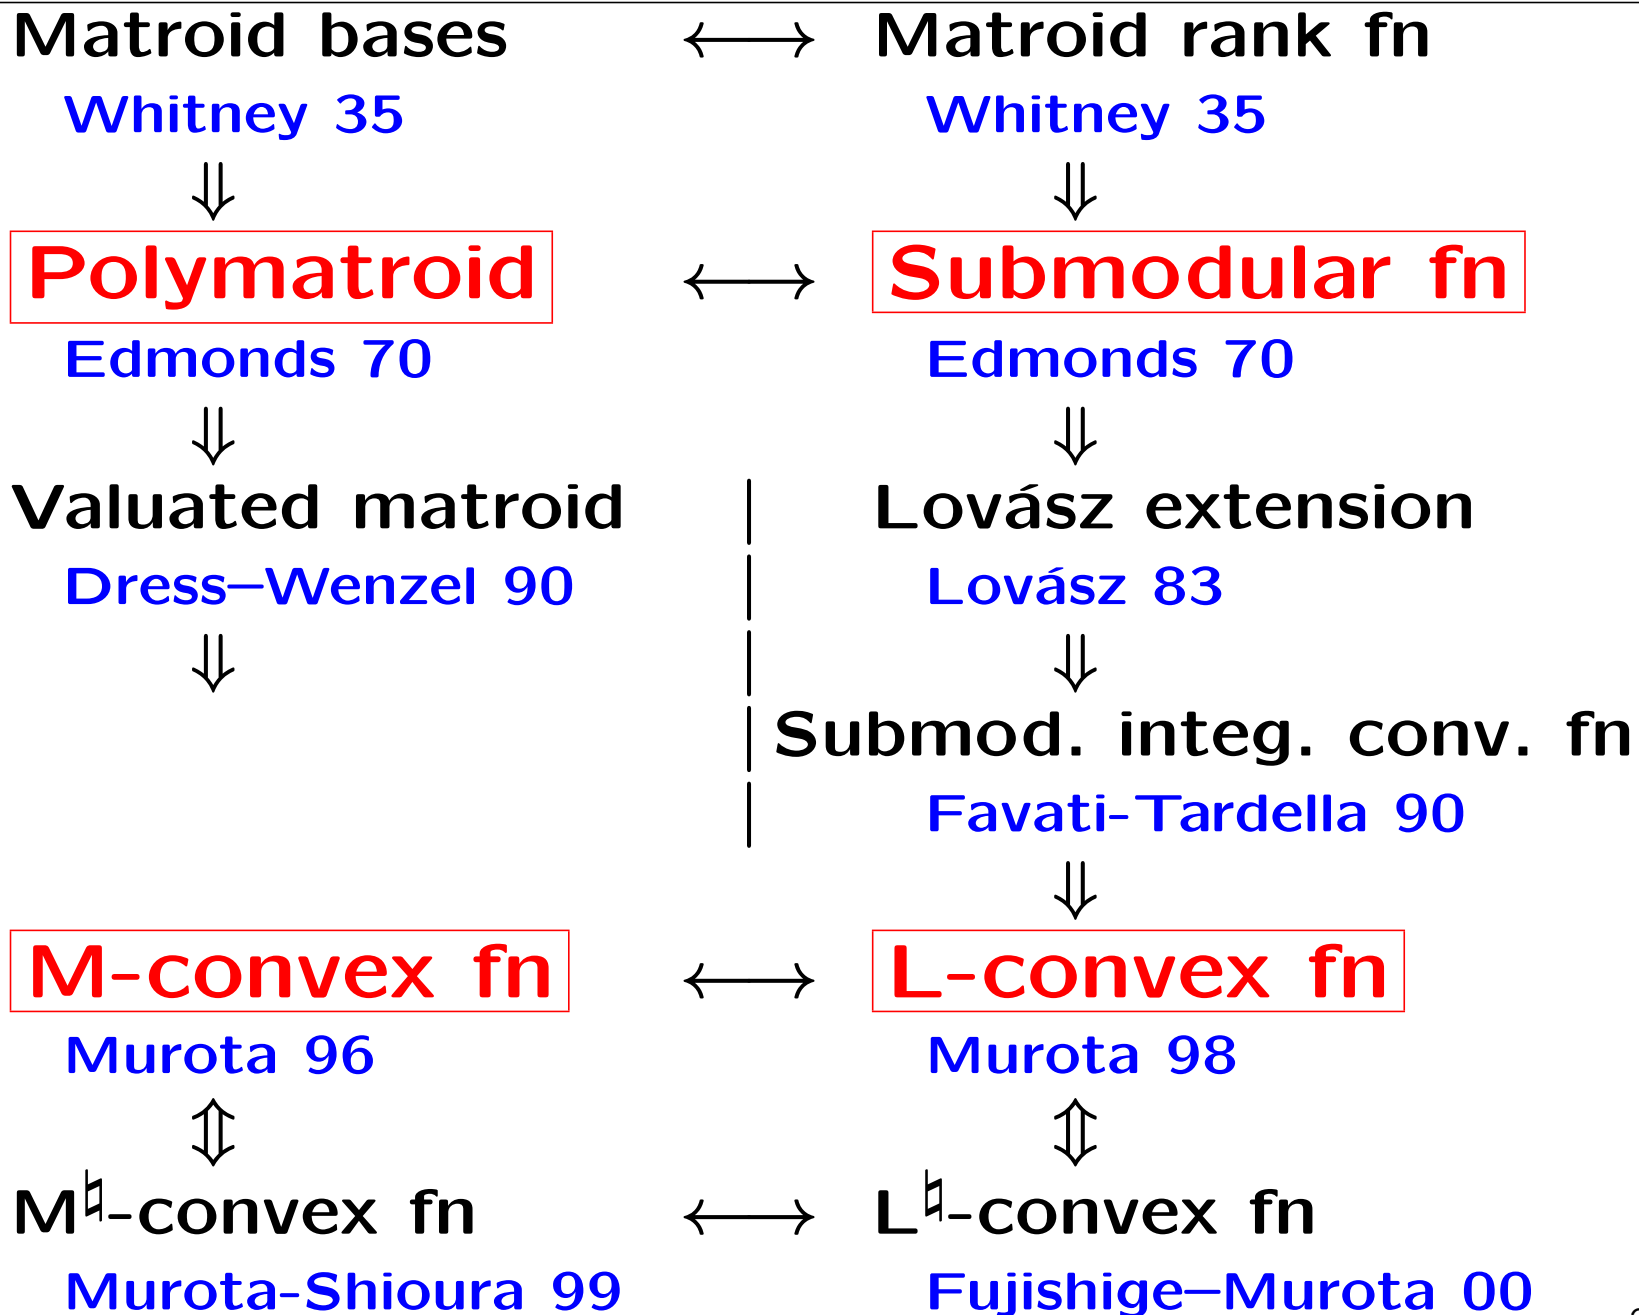 Matroid bases ⟷ Matroid rank fn
Whitney 35 Whitney 35
⇓ ⇓
Polymatroid ⟷ Submodular fn
Edmonds 70 Edmonds 70
⇓ ⇓
Valuated matroid | Lovász extension
Dress–Wenzel 90 | Lovász 83
⇓ | ⇓
| Submod. integ. conv. fn
| Favati-Tardella 90
⇓
M-convex fn ⟷ L-convex fn
Murota 96 Murota 98
⇕ ⇕
M♮-convex fn ⟷ L♮-convex fn
Murota-Shioura 99 Fujishige–Murota 00